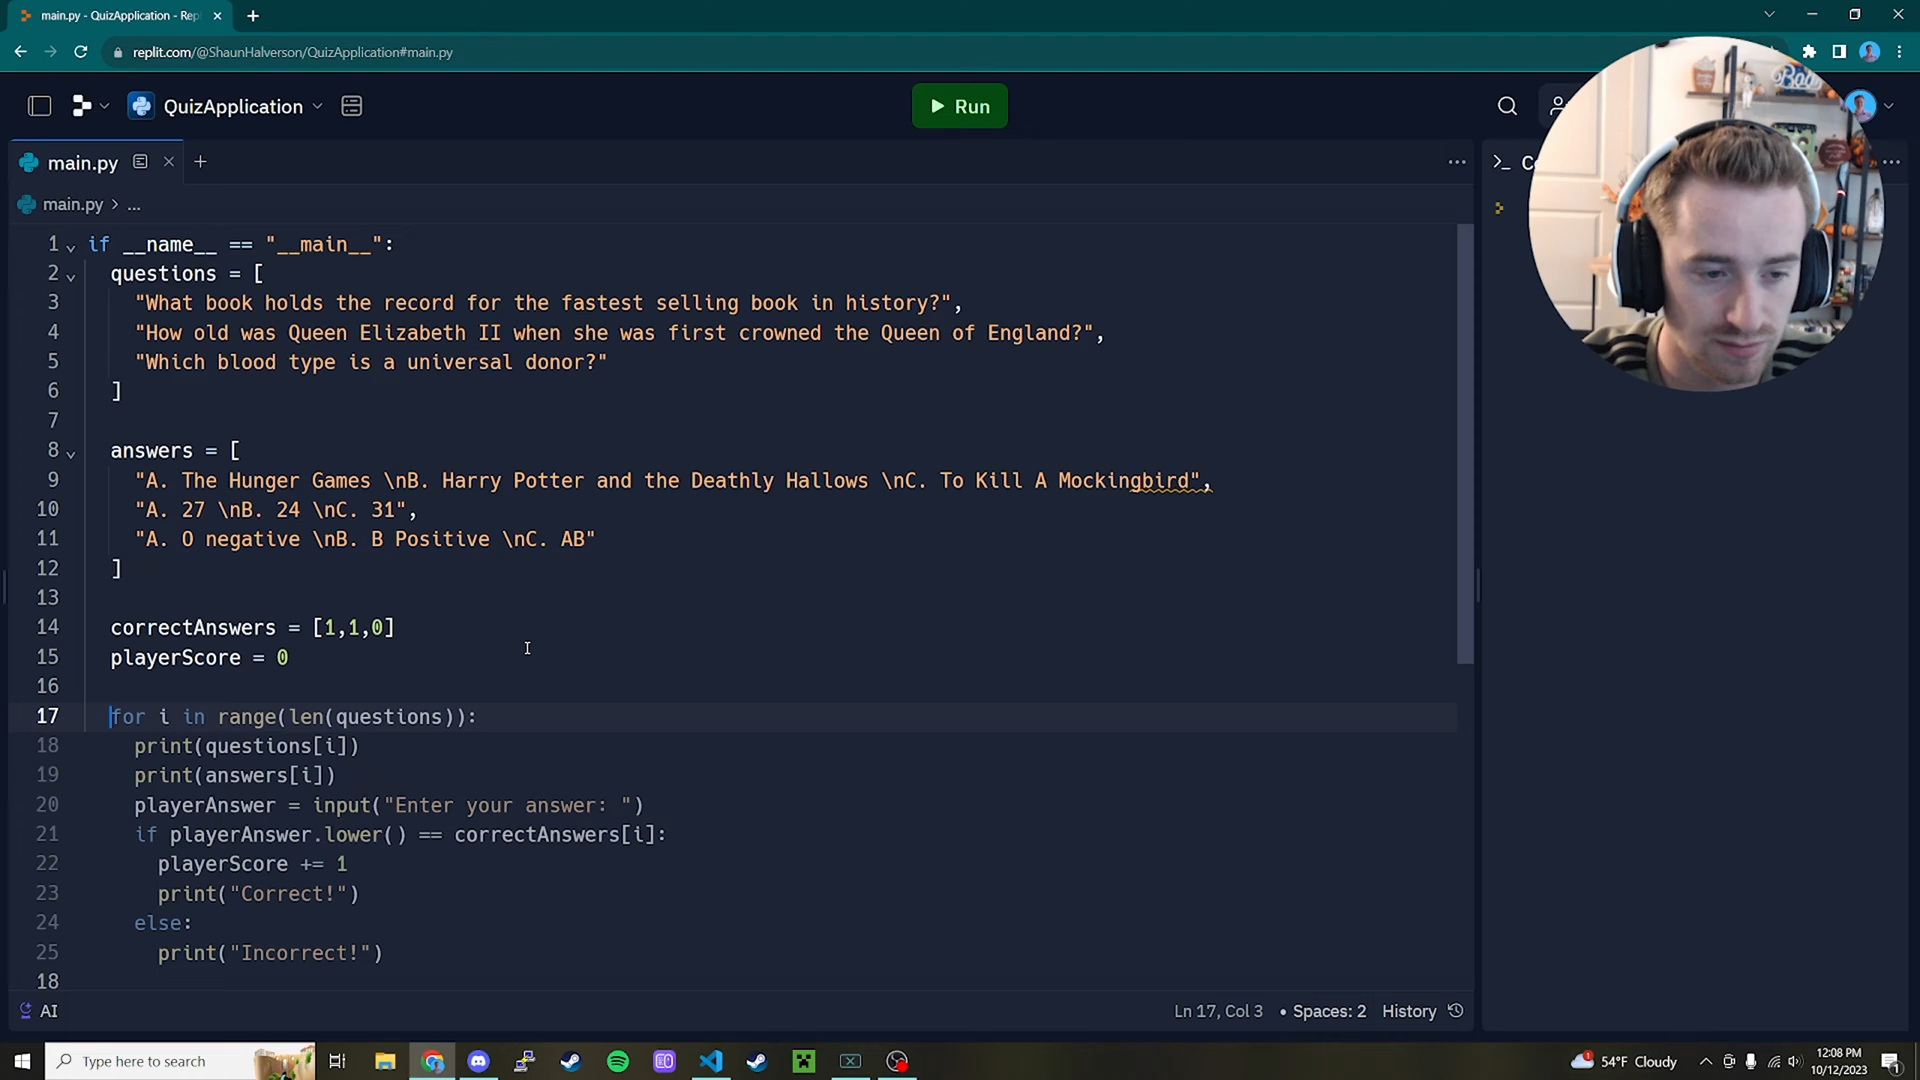 main.py - QuizApplication - Repl
replit.com/@ShaunHalverson/QuizApplication#main.py
QuizApplication
Run
main.py
main.py > ...
1 if __name__ == "__main__":
2 questions = [
3 "What book holds the record for the fastest selling book in history?",
4 "How old was Queen Elizabeth II when she was first crowned the Queen of England?",
5 "Which blood type is a universal donor?"
6 ]
7
8 answers = [
9 "A. The Hunger Games \nB. Harry Potter and the Deathly Hallows \nC. To Kill A Mockingbird",
10 "A. 27 \nB. 24 \nC. 31",
11 "A. O negative \nB. B Positive \nC. AB"
12 ]
13
14 correctAnswers = [1,1,0]
15 playerScore = 0
16
17 for i in range(len(questions)):
18 print(questions[i])
19 print(answers[i])
20 playerAnswer = input("Enter your answer: ")
21 if playerAnswer.lower() == correctAnswers[i]:
22 playerScore += 1
23 print("Correct!")
24 else:
25 print("Incorrect!")
18
AI
Ln 17, Col 3 • Spaces: 2 History
Type here to search
54°F Cloudy
12:08 PM
10/12/2023